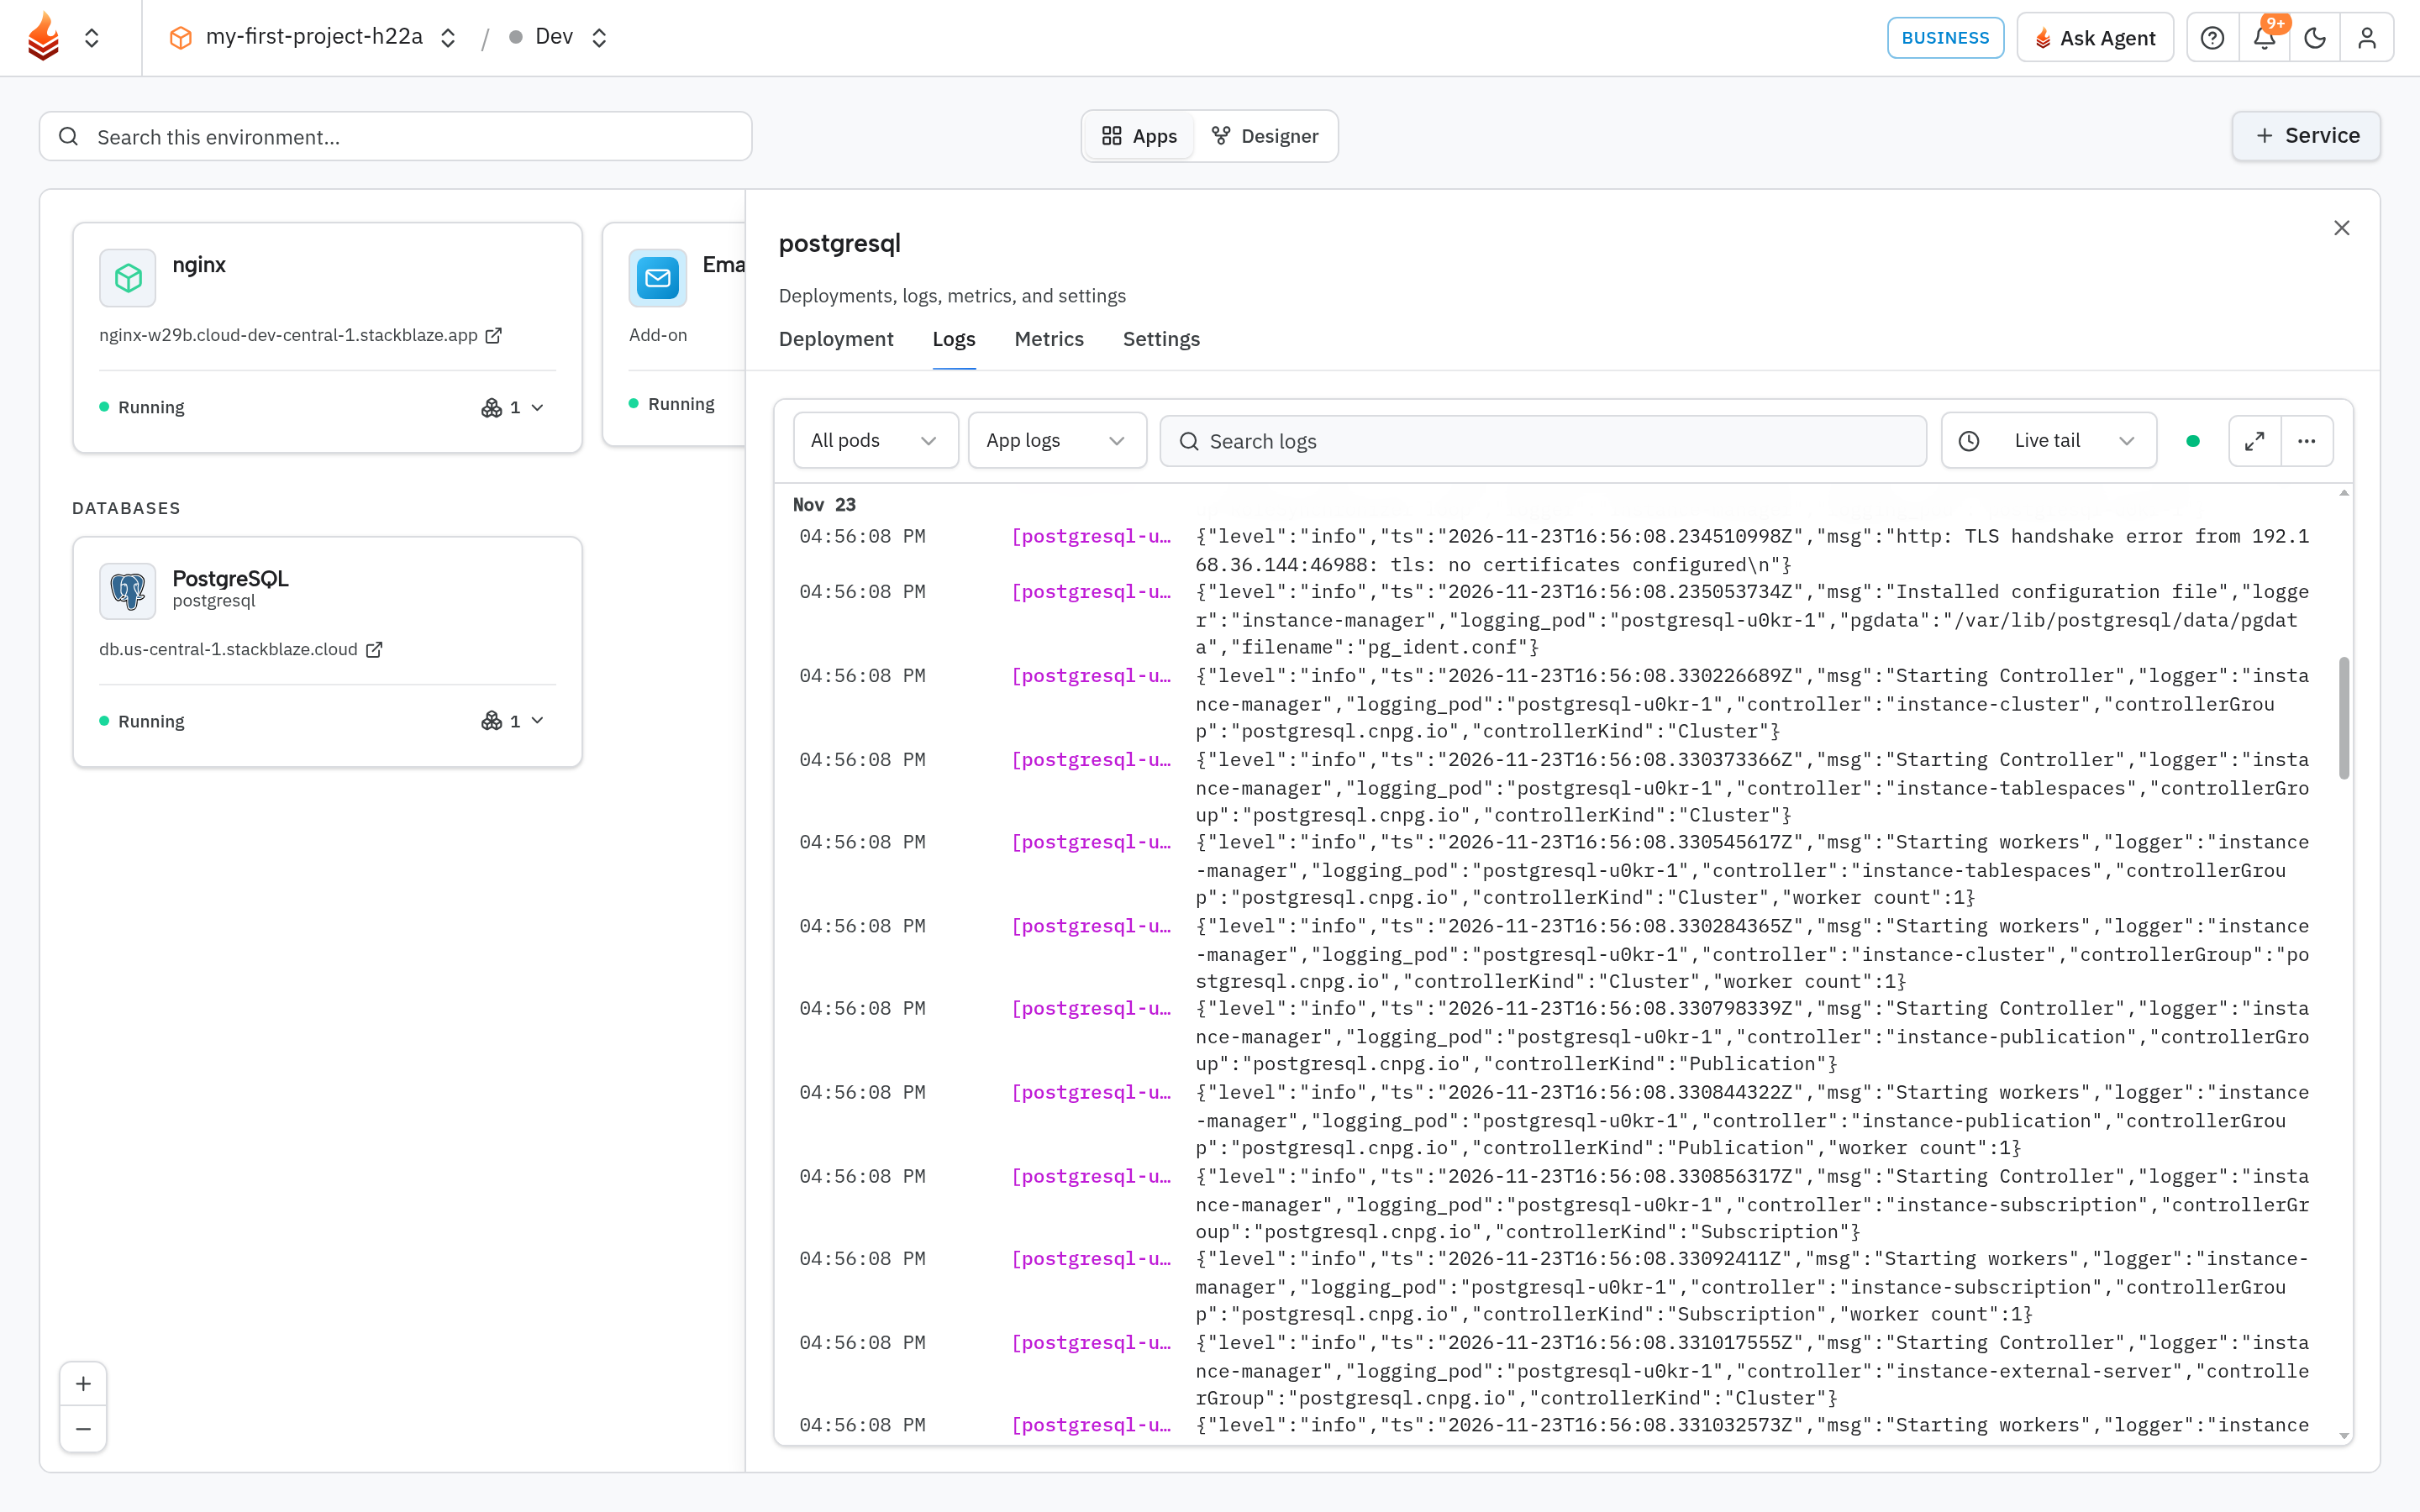 my-first-project-h22a / Dev
BUSINESS
Ask Agent
9+
Search this environment...
Apps
Designer
+ Service
nginx
nginx-w29b.cloud-dev-central-1.stackblaze.app
Running
1
Add-on
Running
DATABASES
PostgreSQL
postgresql
db.us-central-1.stackblaze.cloud
Running
1
postgresql
Deployments, logs, metrics, and settings
Deployment
Logs
Metrics
Settings
All pods
App logs
Search logs
Live tail
Nov 23
04:56:08 PM [postgresql-u… {"level":"info","ts":"2026-11-23T16:56:08.234510998Z","msg":"http: TLS handshake error from 192.1
68.36.144:46988: tls: no certificates configured\n"}
04:56:08 PM [postgresql-u… {"level":"info","ts":"2026-11-23T16:56:08.235053734Z","msg":"Installed configuration file","logge
r":"instance-manager","logging_pod":"postgresql-u0kr-1","pgdata":"/var/lib/postgresql/data/pgdat
a","filename":"pg_ident.conf"}
04:56:08 PM [postgresql-u… {"level":"info","ts":"2026-11-23T16:56:08.330226689Z","msg":"Starting Controller","logger":"insta
nce-manager","logging_pod":"postgresql-u0kr-1","controller":"instance-cluster","controllerGrou
p":"postgresql.cnpg.io","controllerKind":"Cluster"}
04:56:08 PM [postgresql-u… {"level":"info","ts":"2026-11-23T16:56:08.330373366Z","msg":"Starting Controller","logger":"insta
nce-manager","logging_pod":"postgresql-u0kr-1","controller":"instance-tablespaces","controllerGro
up":"postgresql.cnpg.io","controllerKind":"Cluster"}
04:56:08 PM [postgresql-u… {"level":"info","ts":"2026-11-23T16:56:08.330545617Z","msg":"Starting workers","logger":"instance
-manager","logging_pod":"postgresql-u0kr-1","controller":"instance-tablespaces","controllerGrou
p":"postgresql.cnpg.io","controllerKind":"Cluster","worker count":1}
04:56:08 PM [postgresql-u… {"level":"info","ts":"2026-11-23T16:56:08.330284365Z","msg":"Starting workers","logger":"instance
-manager","logging_pod":"postgresql-u0kr-1","controller":"instance-cluster","controllerGroup":"po
stgresql.cnpg.io","controllerKind":"Cluster","worker count":1}
04:56:08 PM [postgresql-u… {"level":"info","ts":"2026-11-23T16:56:08.330798339Z","msg":"Starting Controller","logger":"insta
nce-manager","logging_pod":"postgresql-u0kr-1","controller":"instance-publication","controllerGro
up":"postgresql.cnpg.io","controllerKind":"Publication"}
04:56:08 PM [postgresql-u… {"level":"info","ts":"2026-11-23T16:56:08.330844322Z","msg":"Starting workers","logger":"instance
-manager","logging_pod":"postgresql-u0kr-1","controller":"instance-publication","controllerGrou
p":"postgresql.cnpg.io","controllerKind":"Publication","worker count":1}
04:56:08 PM [postgresql-u… {"level":"info","ts":"2026-11-23T16:56:08.330856317Z","msg":"Starting Controller","logger":"insta
nce-manager","logging_pod":"postgresql-u0kr-1","controller":"instance-subscription","controllerGr
oup":"postgresql.cnpg.io","controllerKind":"Subscription"}
04:56:08 PM [postgresql-u… {"level":"info","ts":"2026-11-23T16:56:08.33092411Z","msg":"Starting workers","logger":"instance-
manager","logging_pod":"postgresql-u0kr-1","controller":"instance-subscription","controllerGrou
p":"postgresql.cnpg.io","controllerKind":"Subscription","worker count":1}
04:56:08 PM [postgresql-u… {"level":"info","ts":"2026-11-23T16:56:08.331017555Z","msg":"Starting Controller","logger":"insta
nce-manager","logging_pod":"postgresql-u0kr-1","controller":"instance-external-server","controlle
rGroup":"postgresql.cnpg.io","controllerKind":"Cluster"}
04:56:08 PM [postgresql-u… {"level":"info","ts":"2026-11-23T16:56:08.331032573Z","msg":"Starting workers","logger":"instance